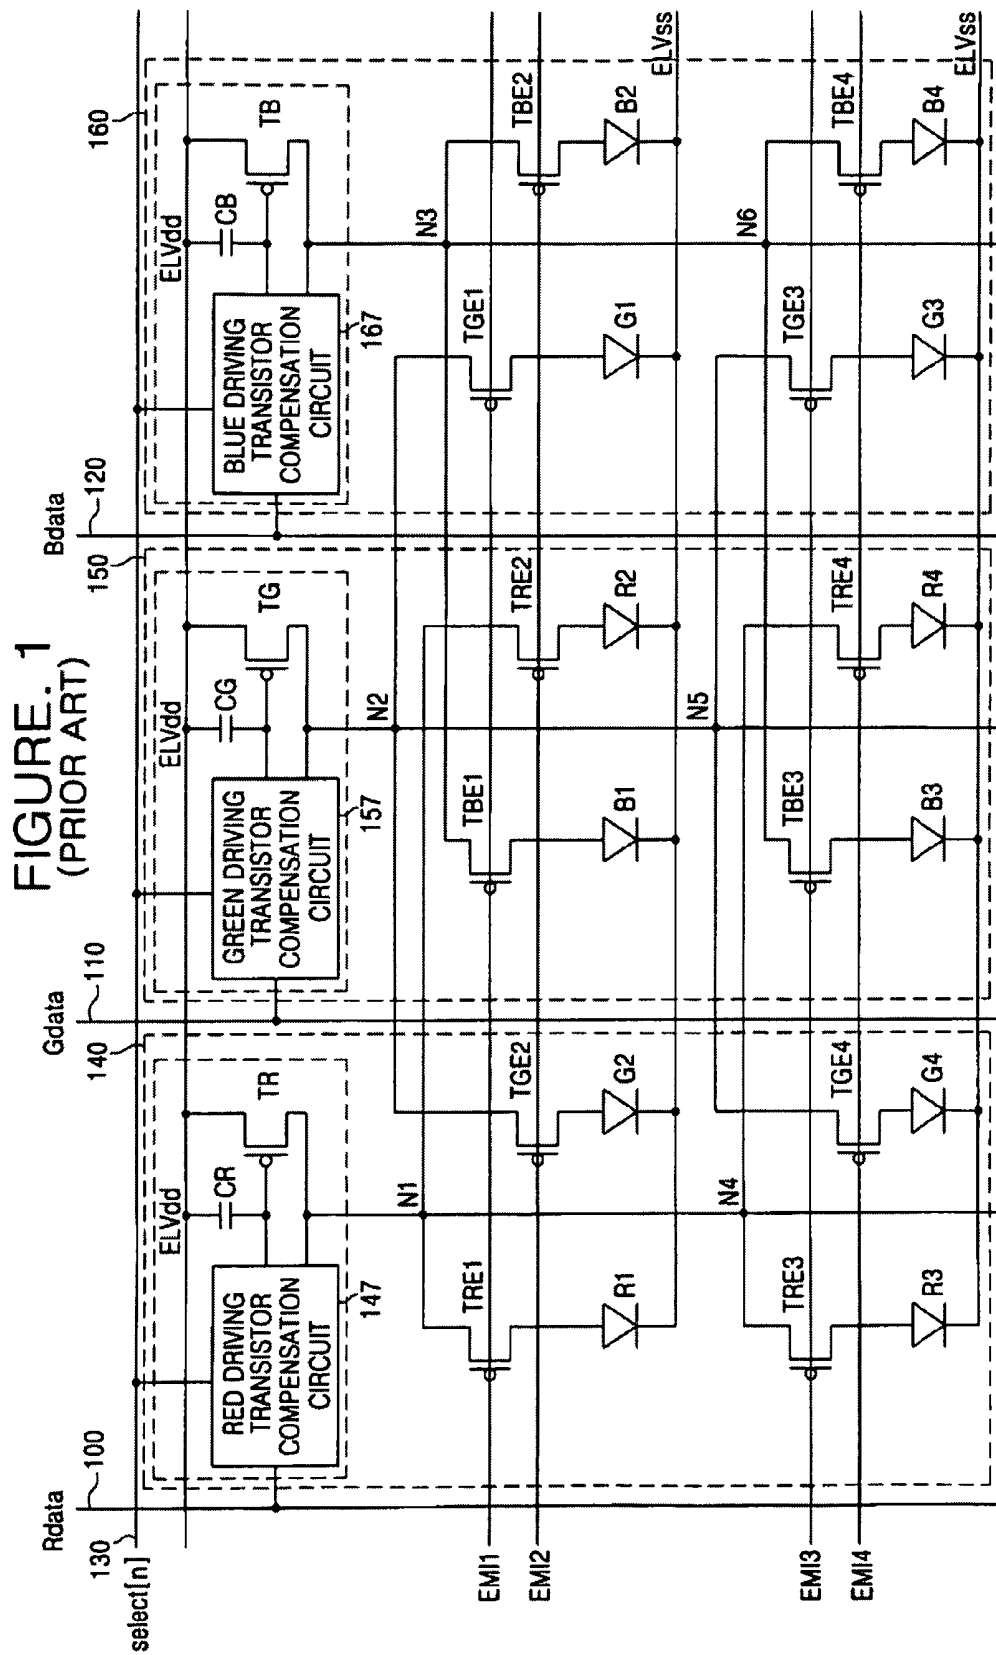 FIGURE. 1
(PRIOR ART)
Rdata
100
Gdata
110
Bdata
120
130
select[n]
140
150
160
ELVdd
CR
TR
RED DRIVING
TRANSISTOR
COMPENSATION
CIRCUIT
147
ELVdd
CG
TG
GREEN DRIVING
TRANSISTOR
COMPENSATION
CIRCUIT
157
ELVdd
CB
TB
BLUE DRIVING
TRANSISTOR
COMPENSATION
CIRCUIT
167
N1
N2
N3
TRE1
TGE2
TBE1
TRE2
TGE1
TBE2
EMI1
EMI2
R1
G2
B1
R2
G1
B2
ELVss
N4
N5
N6
TRE3
TGE4
TBE3
TRE4
TGE3
TBE4
EMI3
EMI4
R3
G4
B3
R4
G3
B4
ELVss